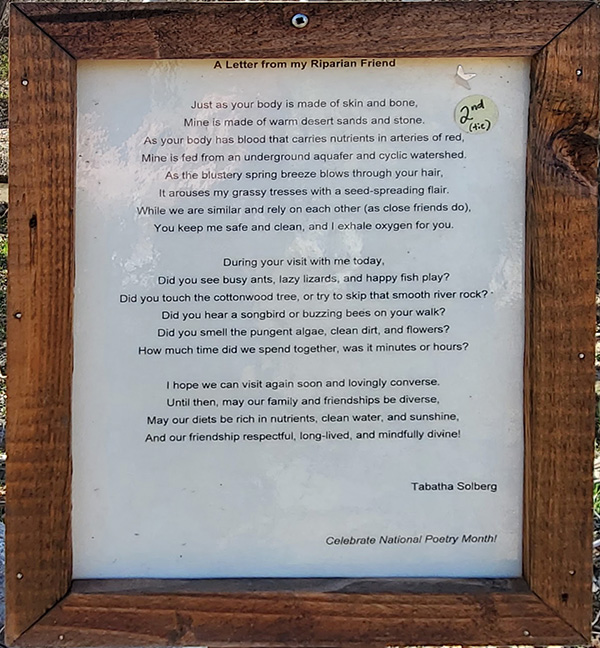 A Letter from my Riparian Friend
2nd
(tie)
Just as your body is made of skin and bone,
Mine is made of warm desert sands and stone.
As your body has blood that carries nutrients in arteries of red,
Mine is fed from an underground aquafer and cyclic watershed.
As the blustery spring breeze blows through your hair,
It arouses my grassy tresses with a seed-spreading flair.
While we are similar and rely on each other (as close friends do),
You keep me safe and clean, and I exhale oxygen for you.
During your visit with me today,
Did you see busy ants, lazy lizards, and happy fish play?
Did you touch the cottonwood tree, or try to skip that smooth river rock?
Did you hear a songbird or buzzing bees on your walk?
Did you smell the pungent algae, clean dirt, and flowers?
How much time did we spend together, was it minutes or hours?
I hope we can visit again soon and lovingly converse.
Until then, may our family and friendships be diverse,
May our diets be rich in nutrients, clean water, and sunshine,
And our friendship respectful, long-lived, and mindfully divine!
Tabatha Solberg
Celebrate National Poetry Month!